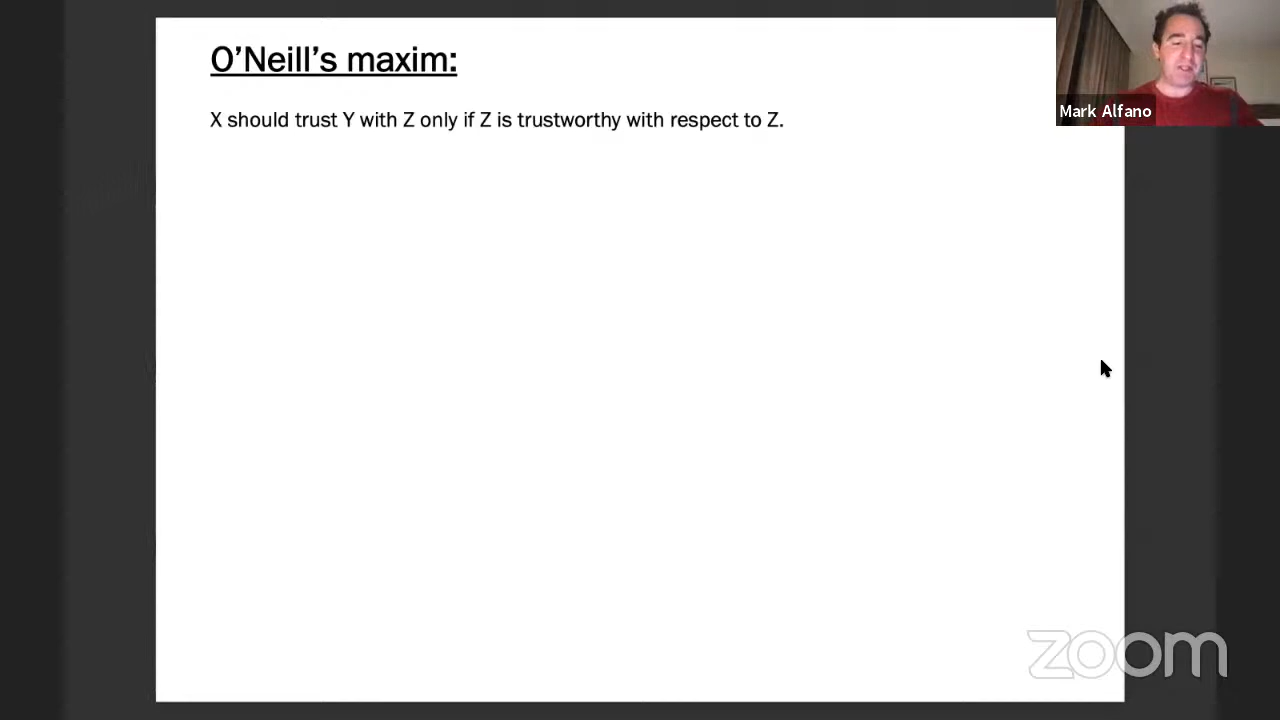 O'Neill's maxim:
X should trust Y with Z only if Z is trustworthy with respect to Z.
Mark Alfano
zoom